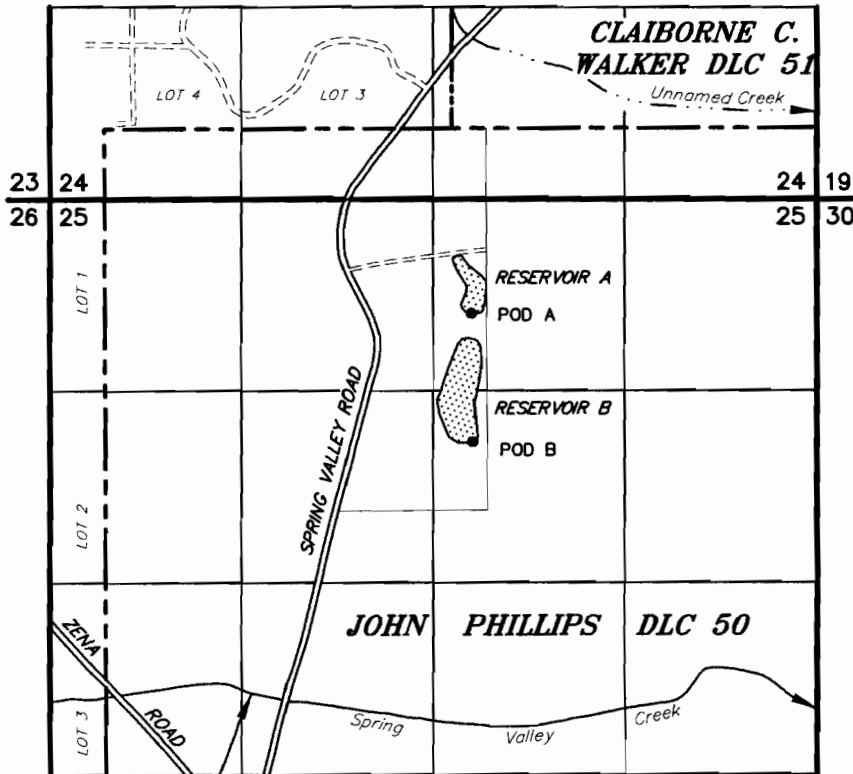 CLAIBORNE C.
WALKER DLC 51
Unnamed Creek
LOT 4
LOT 3
23 24
24 19
26 25
25 30
LOT 1
RESERVOIR A
POD A
SPRING VALLEY ROAD
RESERVOIR B
POD B
LOT 2
JOHN PHILLIPS DLC 50
ZENA ROAD
Spring Valley Creek
LOT 3